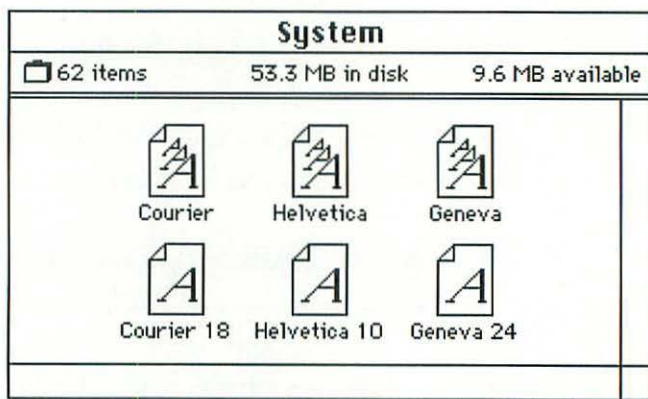 System
62 items 53.3 MB in disk 9.6 MB available
Courier Helvetica Geneva
Courier 18 Helvetica 10 Geneva 24